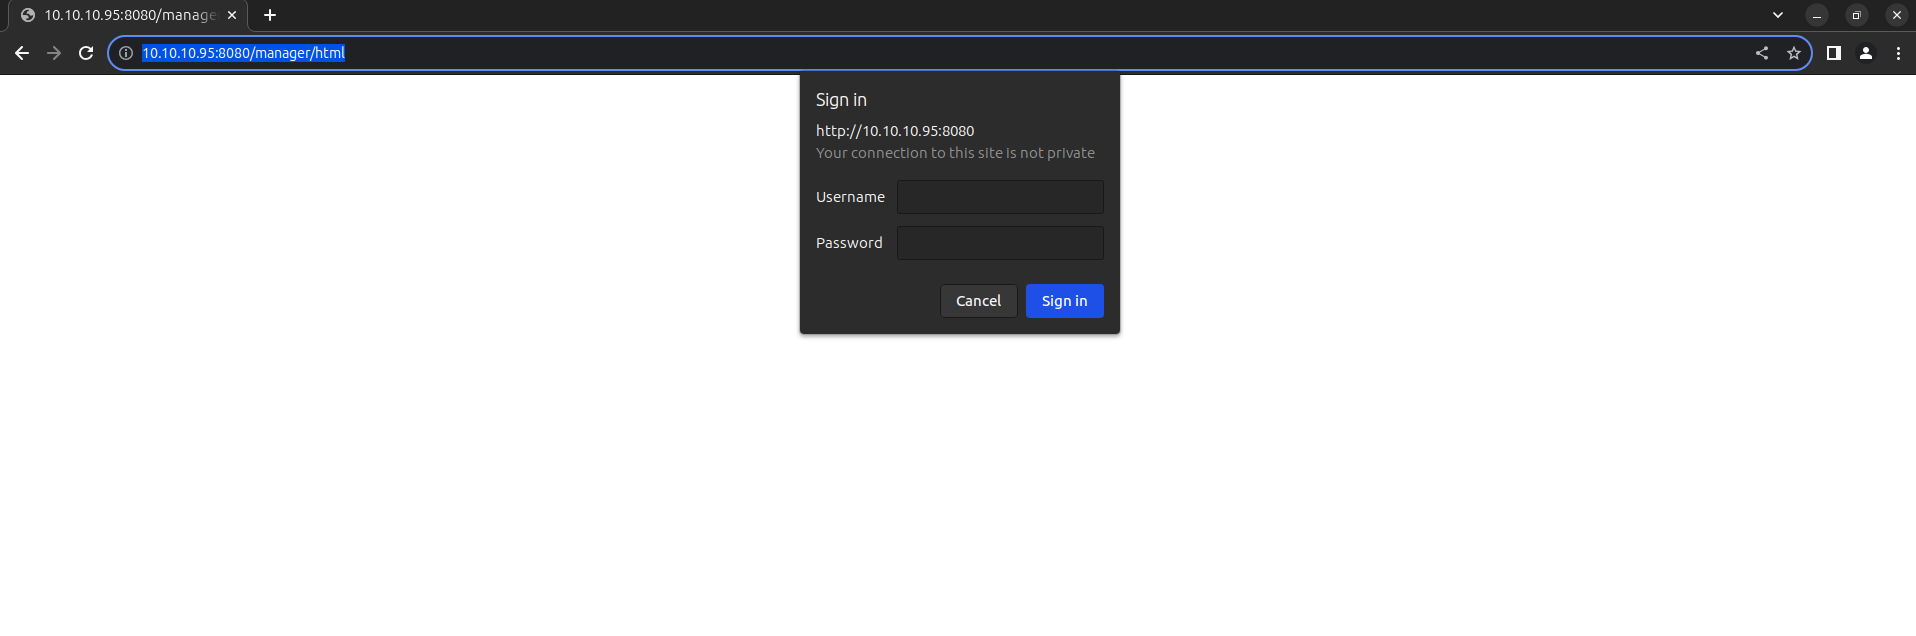 10.10.10.95:8080/manage
10.10.10.95:8080/manager/html
Sign in
http://10.10.10.95:8080
Your connection to this site is not private
Username
Password
Cancel Sign in